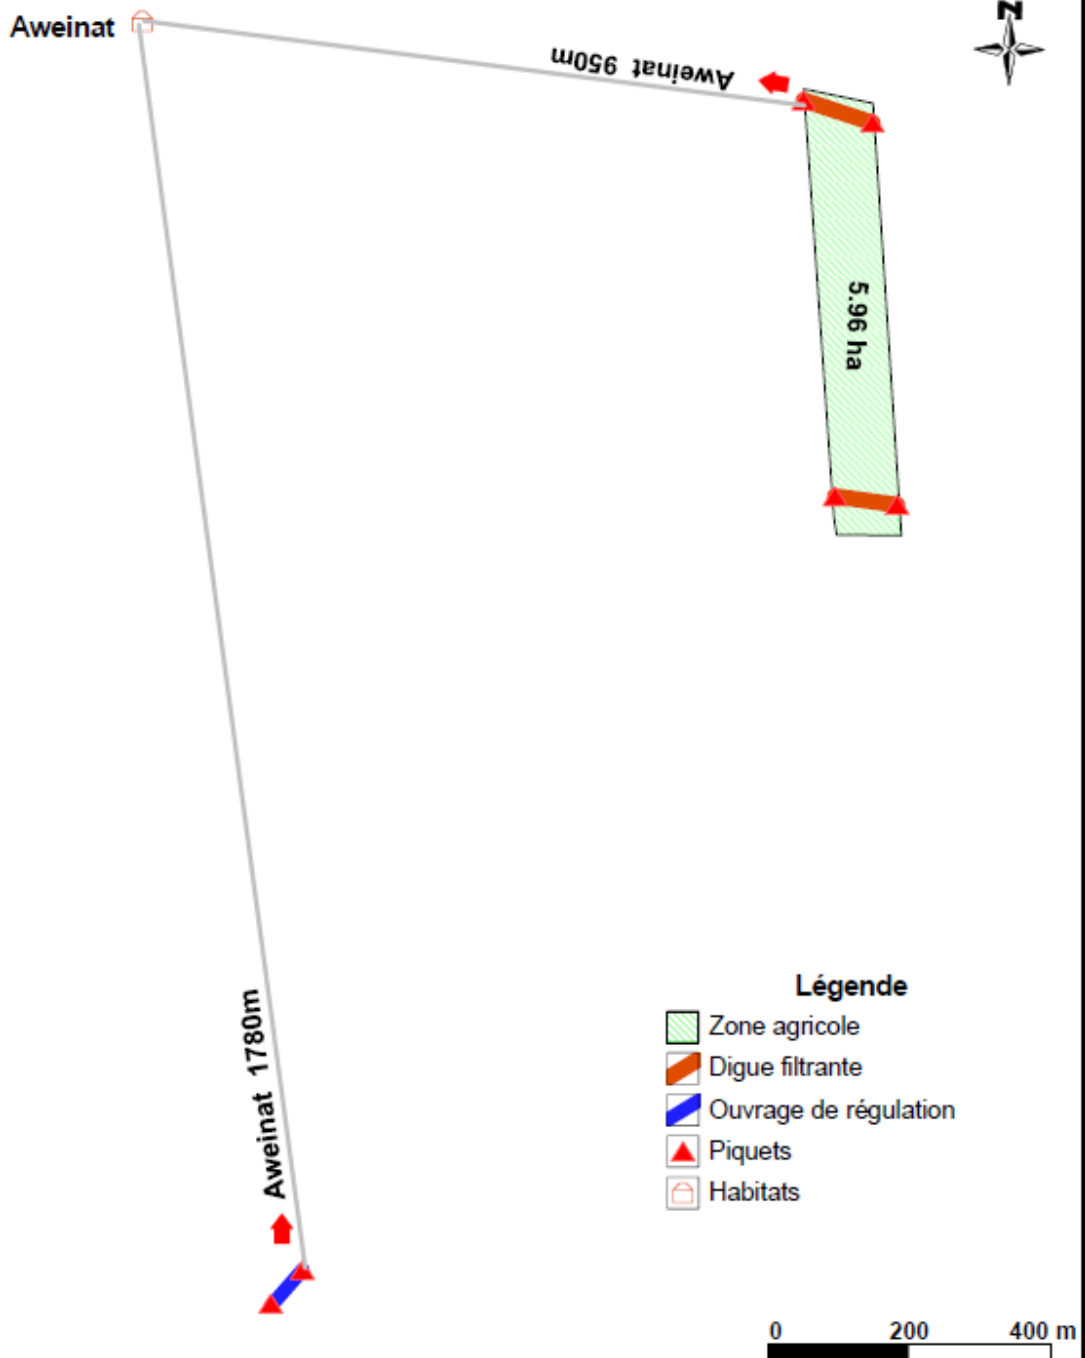 N
Aweinat
Aweinat 950m
5.96 ha
Aweinat 1780m
Légende
Zone agricole
Digue filtrante
Ouvrage de régulation
Piquets
Habitats
0 200 400 m